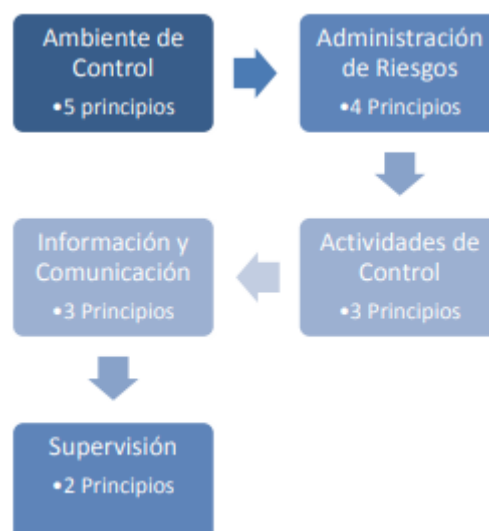 Ambiente de
Control
•5 principios
Administración
de Riesgos
•4 Principios
Actividades de
Control
•3 Principios
Información y
Comunicación
•3 Principios
Supervisión
•2 Principios